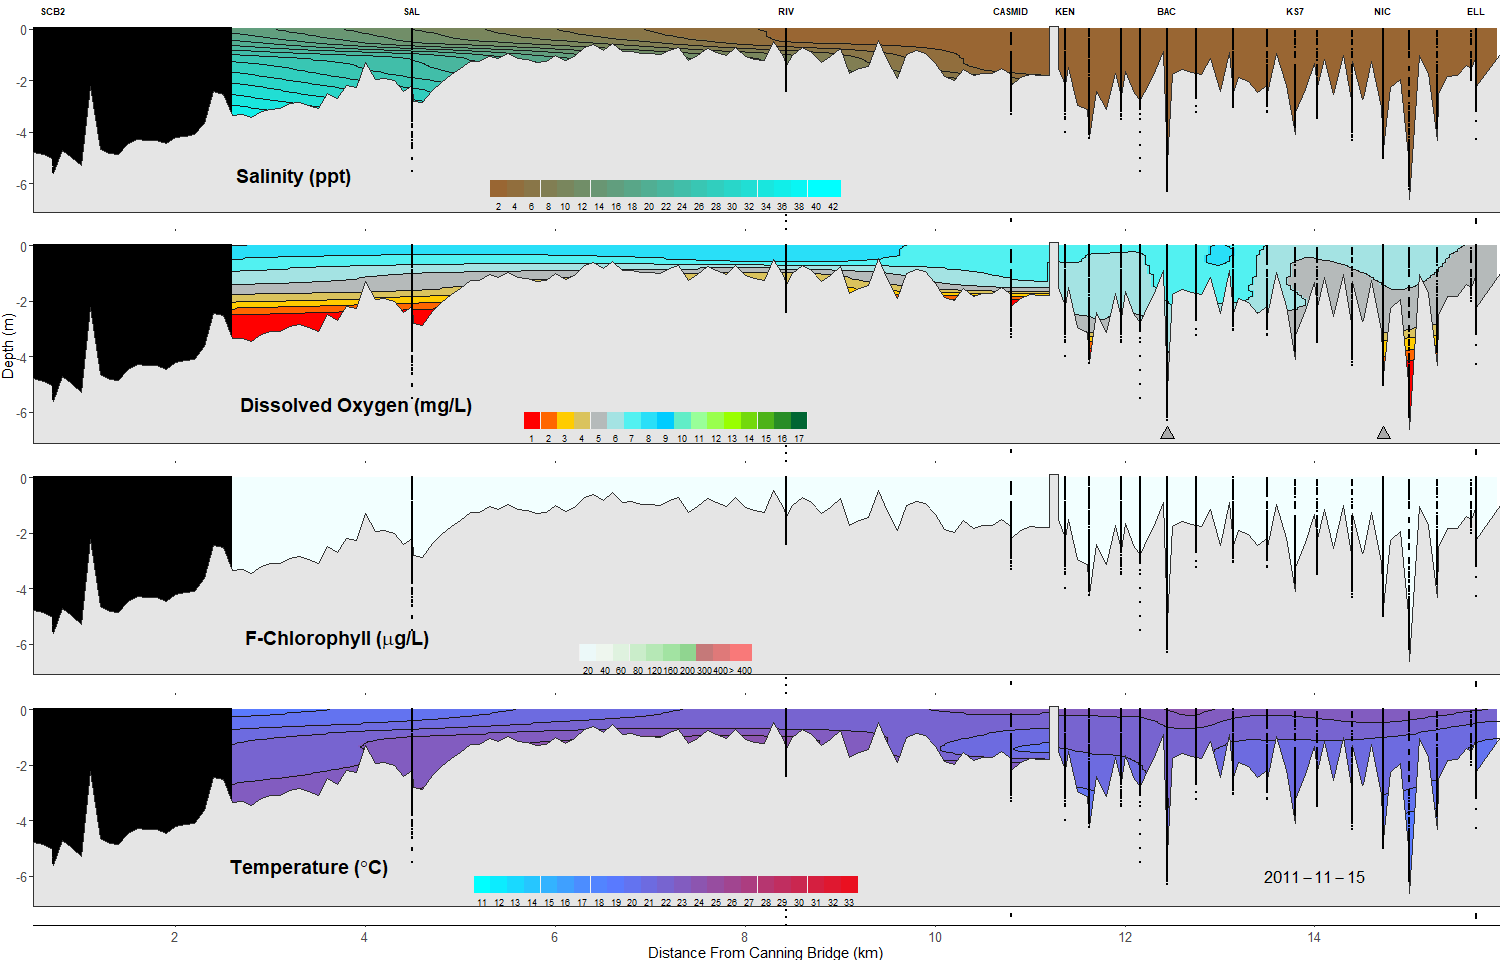 SCB2 SAL RIV CASMID KEN BAC KS7 NIC ELL
0
-2
-4
-6
Salinity (ppt)
2 4 6 8 10 12 14 16 18 20 22 24 26 28 30 32 34 36 38 40 42
0
-2
-4
-6
Depth (m)
Dissolved Oxygen (mg/L)
1 2 3 4 5 6 7 8 9 10 11 12 13 14 15 16 17
0
-2
-4
-6
F-Chlorophyll (μg/L)
20 40 60 80 120 160 200 300 400 > 400
0
-2
-4
-6
Temperature (°C)
2011 – 11 – 15
11 12 13 14 15 16 17 18 19 20 21 22 23 24 25 26 27 28 29 30 31 32 33
2 4 6 8 10 12 14
Distance From Canning Bridge (km)